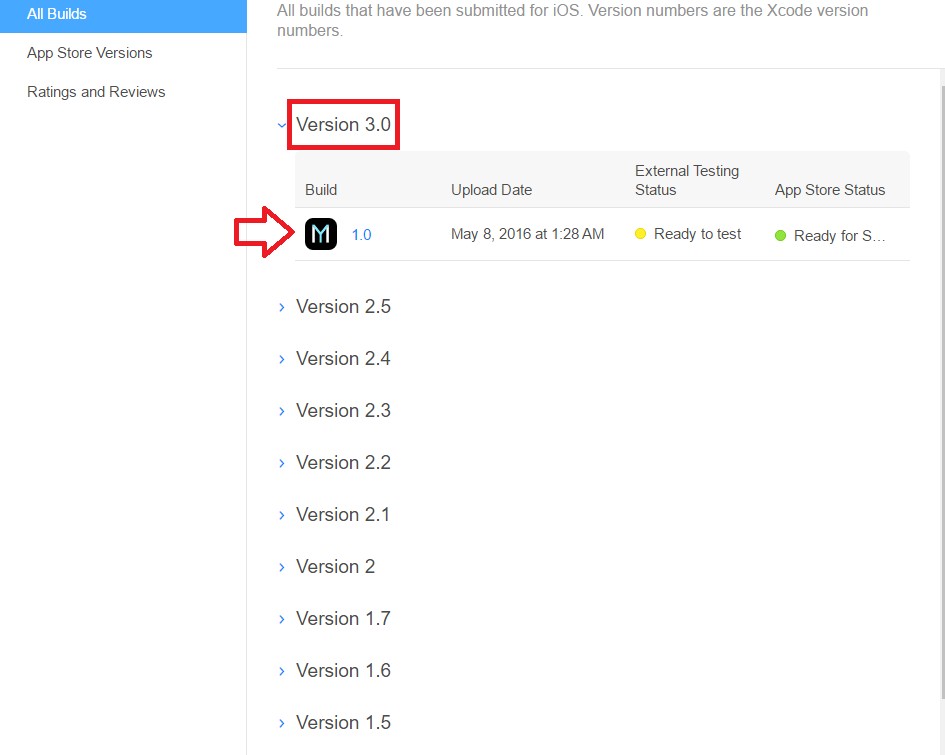 All Builds
App Store Versions
Ratings and Reviews
All builds that have been submitted for iOS. Version numbers are the Xcode version
numbers.
Version 3.0
Build
Upload Date
External Testing
Status
App Store Status
1.0
May 8, 2016 at 1:28 AM
Ready to test
Ready for S…
Version 2.5
Version 2.4
Version 2.3
Version 2.2
Version 2.1
Version 2
Version 1.7
Version 1.6
Version 1.5